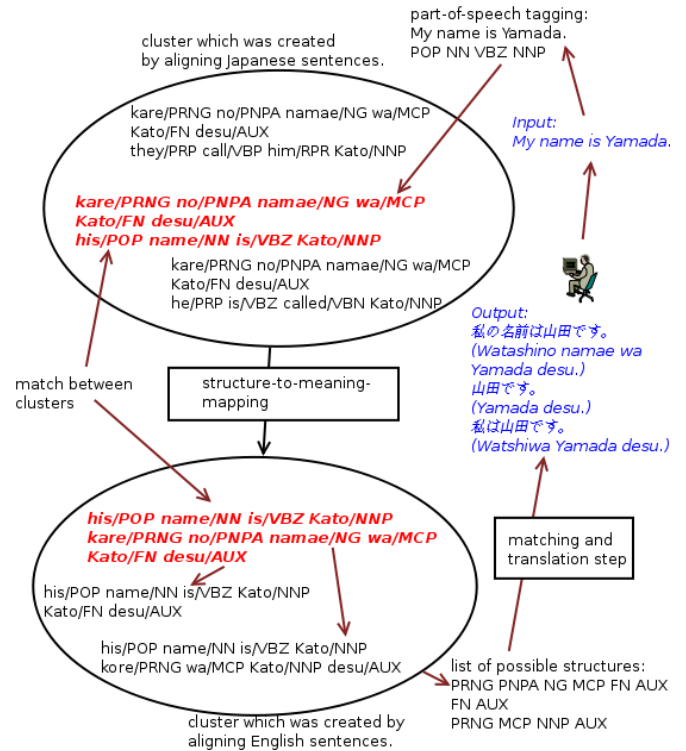 part-of-speech tagging:
My name is Yamada.
POP NN VBZ NNP
cluster which was created
by aligning Japanese sentences.
kare/PRNG no/PNPA namae/NG wa/MCP
Kato/FN desu/AUX
they/PRP call/VBP him/RPR Kato/NNP
Input:
My name is Yamada.
kare/PRNG no/PNPA namae/NG wa/MCP
Kato/FN desu/AUX
his/POP name/NN is/VBZ Kato/NNP
kare/PRNG no/PNPA namae/NG wa/MCP
Kato/FN desu/AUX
he/PRP is/VBZ called/VBN Kato/NNP
Output:
私の名前は山田です。
(Watashino namae wa
Yamada desu.)
山田です。
(Yamada desu.)
私は山田です。
(Watshiwa Yamada desu.)
match between
clusters
structure-to-meaning-
mapping
his/POP name/NN is/VBZ Kato/NNP
kare/PRNG no/PNPA namae/NG wa/MCP
Kato/FN desu/AUX
matching and
translation step
his/POP name/NN is/VBZ Kato/NNP
Kato/FN desu/AUX
his/POP name/NN is/VBZ Kato/NNP
kore/PRNG wa/MCP Kato/NNP desu/AUX
list of possible structures:
PRNG PNPA NG MCP FN AUX
FN AUX
PRNG MCP NNP AUX
cluster which was created by
aligning English sentences.